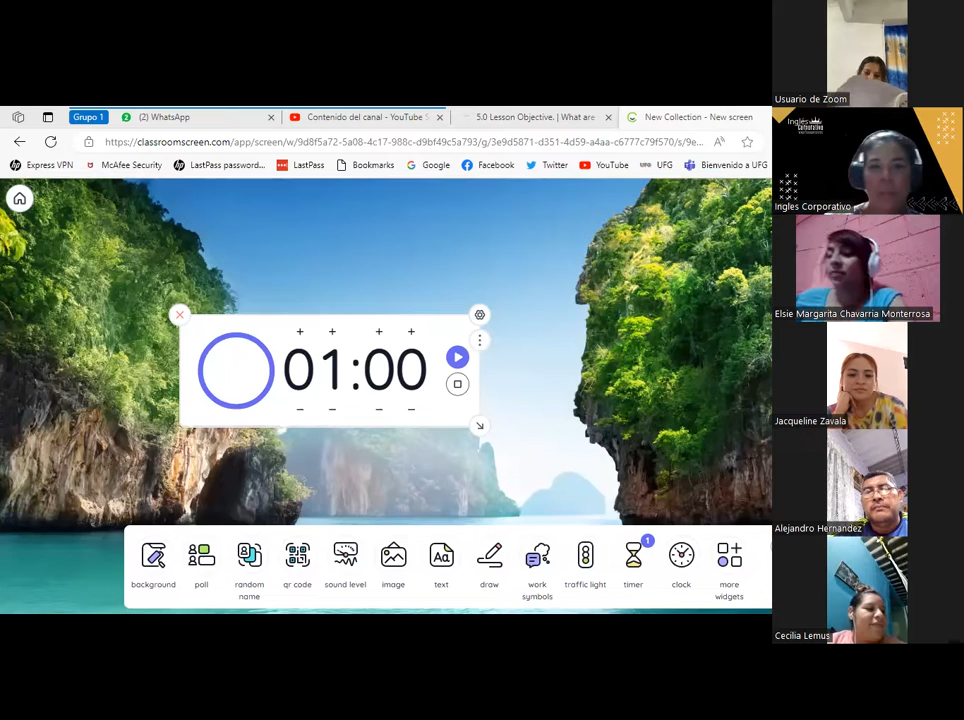 Grupo 1
2
(2) WhatsApp
Contenido del canal - YouTube S
5.0 Lesson Objective. | What are
New Collection - New screen
https://classroomscreen.com/app/screen/w/9d8f5a72-5a08-4c17-988c-d9bf49c5a793/g/3e9d5871-d351-4d59-a4aa-c6777c79f570/s/9e...
Express VPN
McAfee Security
LastPass password...
LastPass
Bookmarks
Google
Facebook
Twitter
YouTube
UFG
UFG
Bienvenido a UFG
01:00
background
poll
random name
qr code
sound level
image
text
draw
work symbols
traffic light
1
timer
clock
more widgets
Usuario de Zoom
Inglés
Corporativo
Ingles Corporativo
Elsie Margarita Chavarria Monterrosa
Jacqueline Zavala
Alejandro Hernandez
Cecilia Lemus